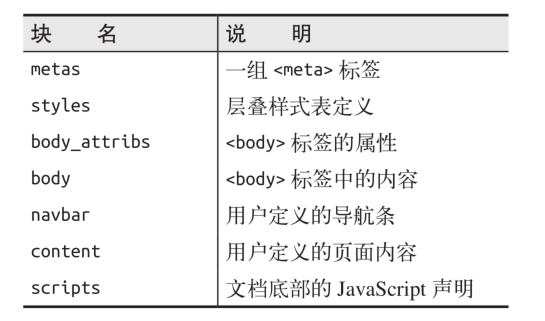 块 名 说 明
metas 一组 <meta> 标签
styles 层叠样式表定义
body_attribs <body> 标签的属性
body <body> 标签中的内容
navbar 用户定义的导航条
content 用户定义的页面内容
scripts 文档底部的 JavaScript 声明